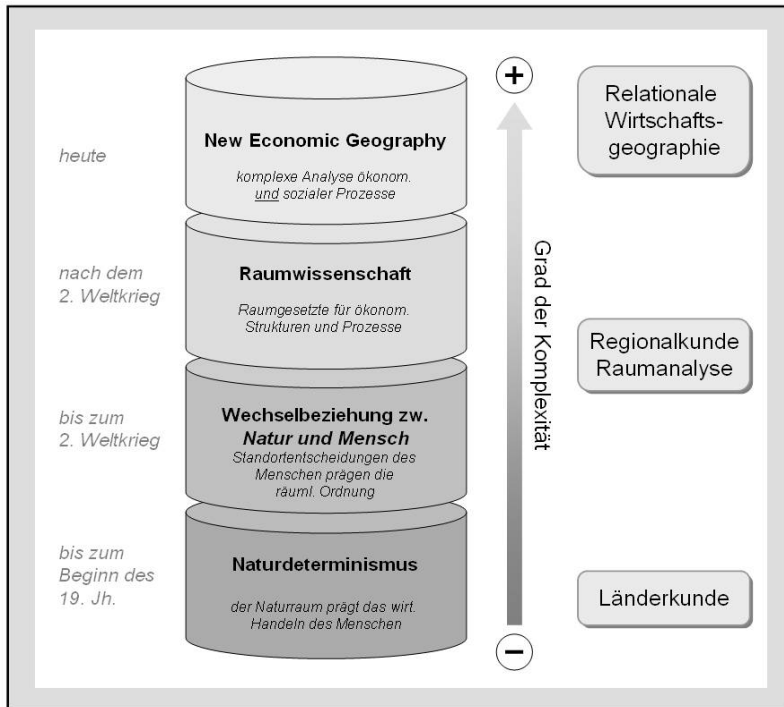 heute
New Economic Geography
komplexe Analyse ökonom.
und sozialer Prozesse
nach dem
2. Weltkrieg
Raumwissenschaft
Raumgesetzte für ökonom.
Strukturen und Prozesse
bis zum
2. Weltkrieg
Wechselbeziehung zw.
Natur und Mensch
Standortentscheidungen des
Menschen prägen die
räuml. Ordnung
bis zum
Beginn des
19. Jh.
Naturdeterminismus
der Naturraum prägt das wirt.
Handeln des Menschen
+
Grad der Komplexität
−
Relationale
Wirtschafts-
geographie
Regionalkunde
Raumanalyse
Länderkunde